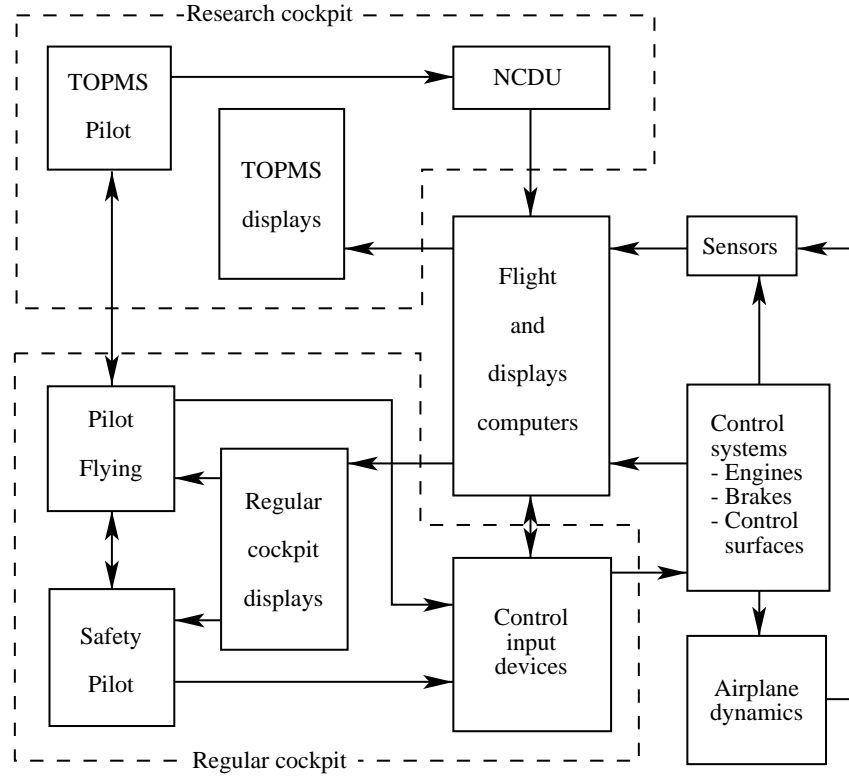 Research cockpit
TOPMS
Pilot
NCDU
TOPMS
displays
Sensors
Flight
and
displays
computers
Pilot
Flying
Control
systems
- Engines
- Brakes
- Control
surfaces
Regular
cockpit
displays
Safety
Pilot
Control
input
devices
Airplane
dynamics
Regular cockpit